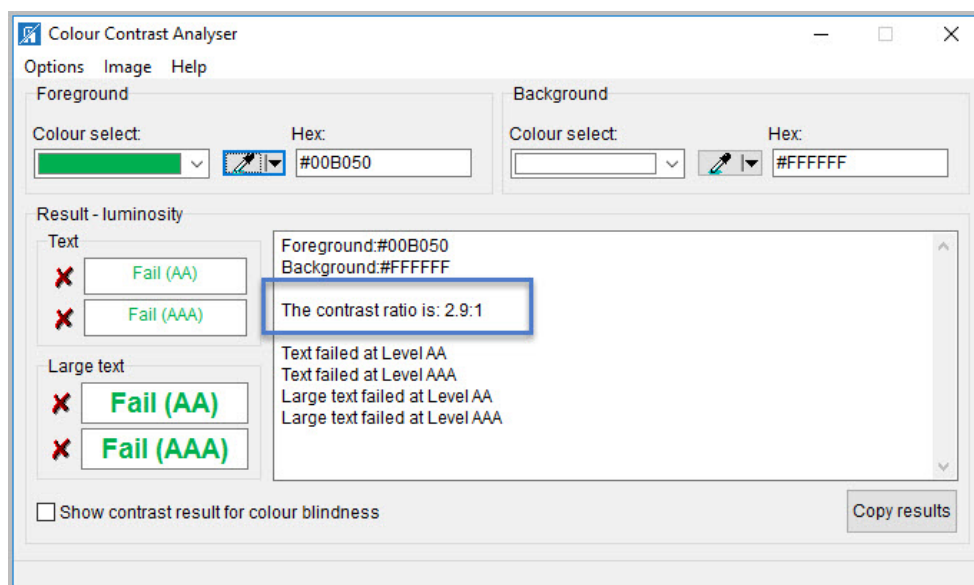 Colour Contrast Analyser
Options Image Help
Foreground
Colour select: Hex:
#00B050
Background
Colour select: Hex:
#FFFFFF
Result - luminosity
Text
Fail (AA)
Fail (AAA)
Large text
Fail (AA)
Fail (AAA)
Foreground:#00B050
Background:#FFFFFF
The contrast ratio is: 2.9:1
Text failed at Level AA
Text failed at Level AAA
Large text failed at Level AA
Large text failed at Level AAA
Show contrast result for colour blindness
Copy results